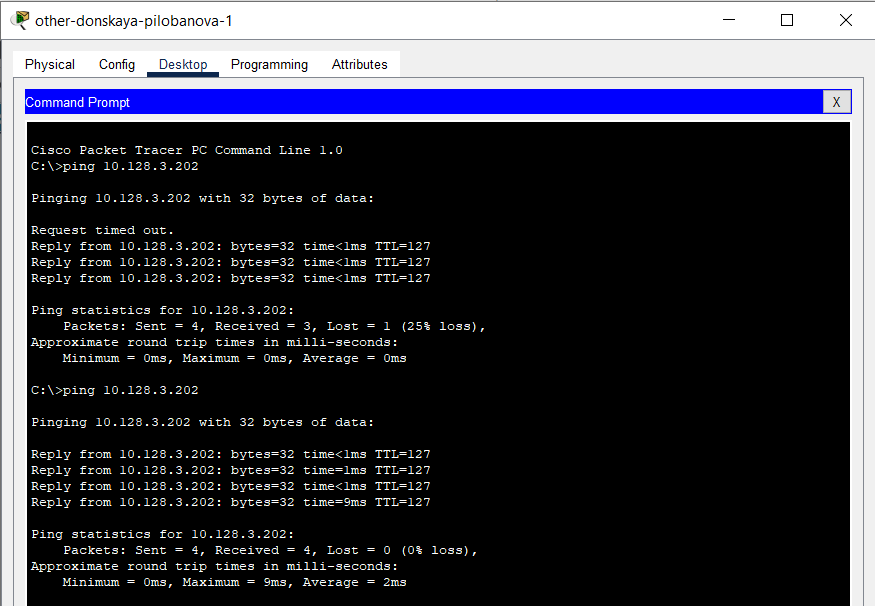 other-donskaya-pilobanova-1
Physical Config Desktop Programming Attributes
Command Prompt X
Cisco Packet Tracer PC Command Line 1.0
C:\>ping 10.128.3.202
Pinging 10.128.3.202 with 32 bytes of data:
Request timed out.
Reply from 10.128.3.202: bytes=32 time<1ms TTL=127
Reply from 10.128.3.202: bytes=32 time<1ms TTL=127
Reply from 10.128.3.202: bytes=32 time<1ms TTL=127
Ping statistics for 10.128.3.202:
    Packets: Sent = 4, Received = 3, Lost = 1 (25% loss),
Approximate round trip times in milli-seconds:
    Minimum = 0ms, Maximum = 0ms, Average = 0ms
C:\>ping 10.128.3.202
Pinging 10.128.3.202 with 32 bytes of data:
Reply from 10.128.3.202: bytes=32 time<1ms TTL=127
Reply from 10.128.3.202: bytes=32 time=1ms TTL=127
Reply from 10.128.3.202: bytes=32 time<1ms TTL=127
Reply from 10.128.3.202: bytes=32 time=9ms TTL=127
Ping statistics for 10.128.3.202:
    Packets: Sent = 4, Received = 4, Lost = 0 (0% loss),
Approximate round trip times in milli-seconds:
    Minimum = 0ms, Maximum = 9ms, Average = 2ms